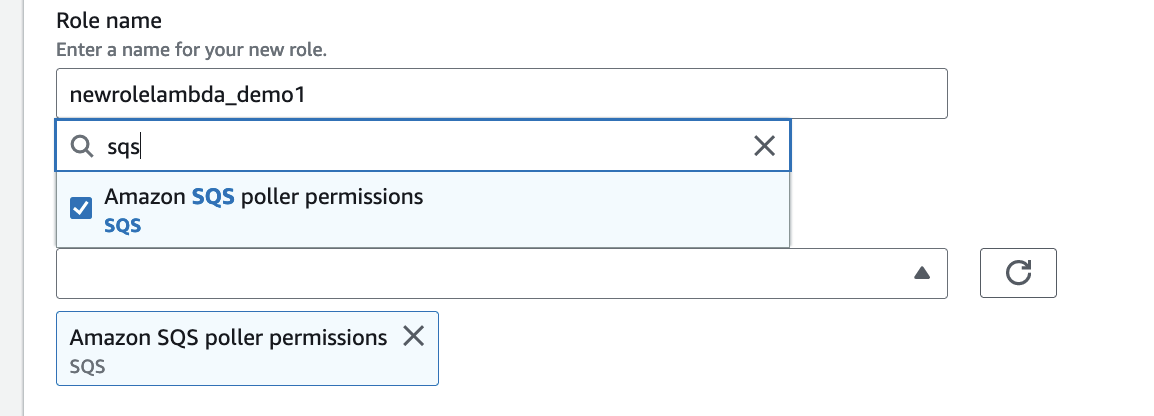 Role name
Enter a name for your new role.
newrolelambda_demo1
sqs
Amazon SQS poller permissions
SQS
Amazon SQS poller permissions
SQS